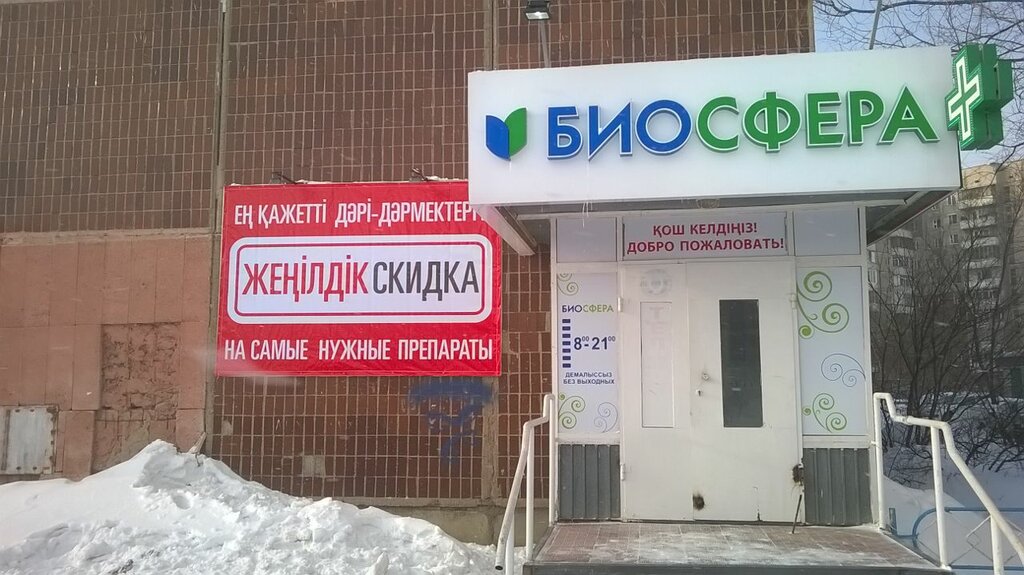 БИОСФЕРА
ЕҢ ҚАЖЕТТІ ДӘРІ-ДӘРМЕКТЕРГ
ЖЕҢІЛДІК СКИДКА
НА САМЫЕ НУЖНЫЕ ПРЕПАРАТЫ
ҚОШ КЕЛДІҢІЗ!
ДОБРО ПОЖАЛОВАТЬ!
БИОСФЕРА
8⁰⁰-21⁰⁰
ДЕМАЛЫССЫЗ
БЕЗ ВЫХОДНЫХ